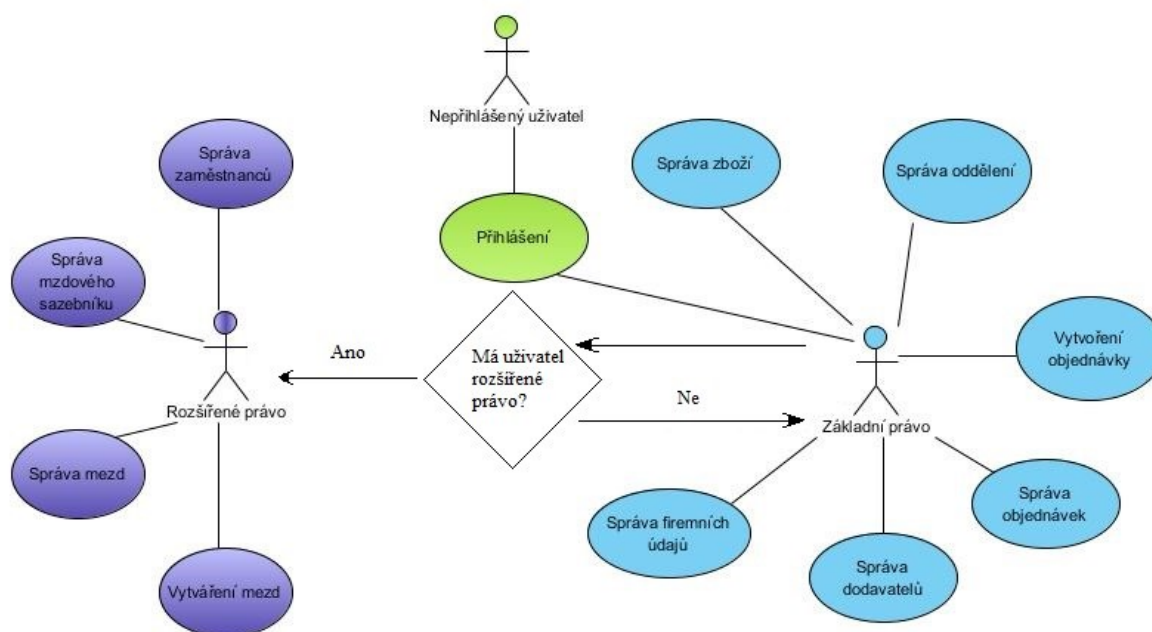 Nepřihlášený uživatel
Správa
zaměstnanců
Správa zboží
Správa oddělení
Přihlášení
Správa
mzdového
sazebníku
Vytvoření
objednávky
Ano
Má uživatel
rozšířené
právo?
Ne
Rozšířené právo
Základní právo
Správa mezd
Správa
objednávek
Správa firemních
údajů
Správa
dodavatelů
Vytváření mezd